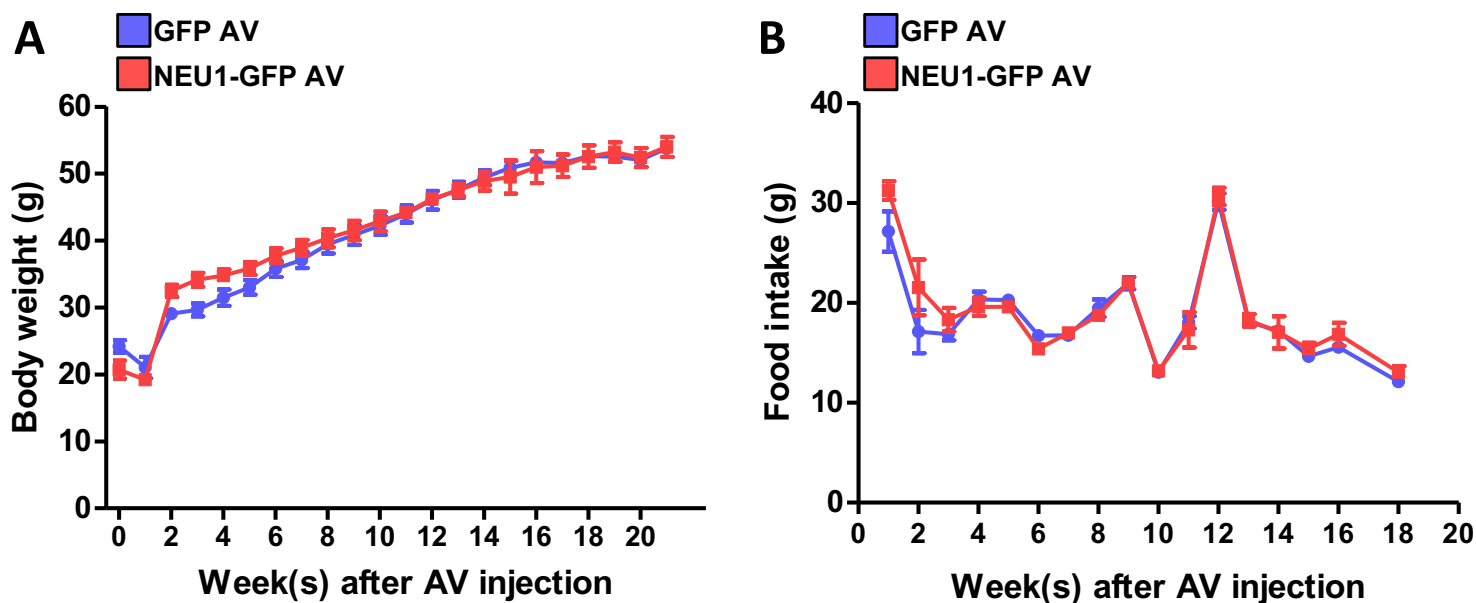 A
GFP AV
NEU1-GFP AV
Body weight (g)
60
50
40
30
20
10
0
0 2 4 6 8 10 12 14 16 18 20
Week(s) after AV injection
B
GFP AV
NEU1-GFP AV
Food intake (g)
40
30
20
10
0
0 2 4 6 8 10 12 14 16 18 20
Week(s) after AV injection